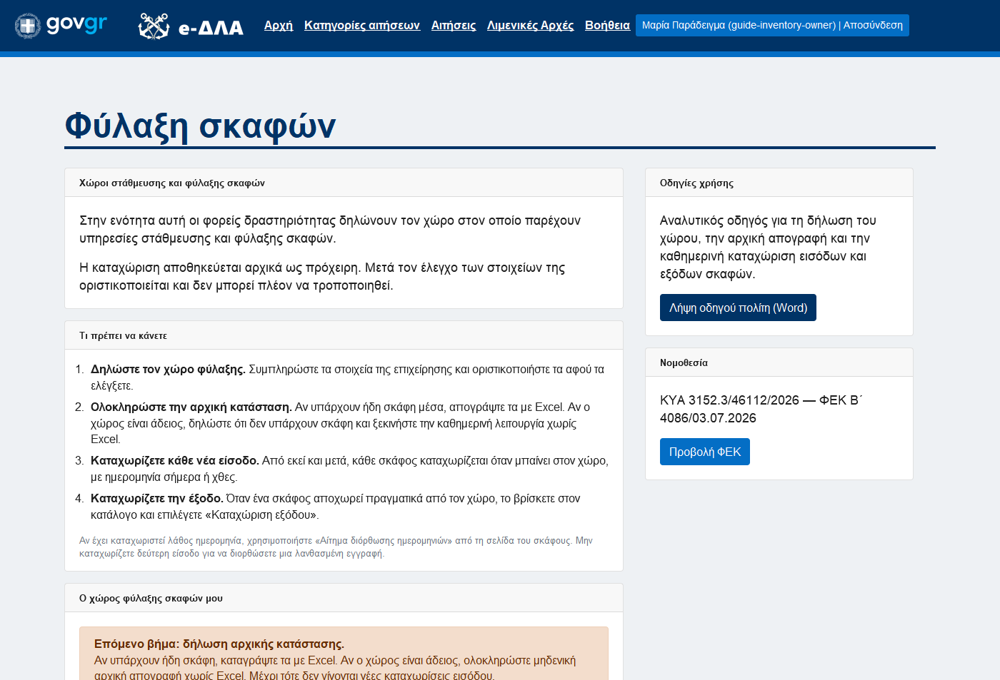 govgr
e-ΔΛΑ
Αρχή Κατηγορίες αιτήσεων Αιτήσεις Λιμενικές Αρχές Βοήθεια Μαρία Παράδειγμα (guide-inventory-owner) | Αποσύνδεση
Φύλαξη σκαφών
Χώροι στάθμευσης και φύλαξης σκαφών
Στην ενότητα αυτή οι φορείς δραστηριότητας δηλώνουν τον χώρο στον οποίο παρέχουν
υπηρεσίες στάθμευσης και φύλαξης σκαφών.
Η καταχώριση αποθηκεύεται αρχικά ως πρόχειρη. Μετά τον έλεγχο των στοιχείων της
οριστικοποιείται και δεν μπορεί πλέον να τροποποιηθεί.
Τι πρέπει να κάνετε
1. Δηλώστε τον χώρο φύλαξης. Συμπληρώστε τα στοιχεία της επιχείρησης και οριστικοποιήστε τα αφού τα
ελέγξετε.
2. Ολοκληρώστε την αρχική κατάσταση. Αν υπάρχουν ήδη σκάφη μέσα, απογράψτε τα με Excel. Αν ο
χώρος είναι άδειος, δηλώστε ότι δεν υπάρχουν σκάφη και ξεκινήστε την καθημερινή λειτουργία χωρίς
Excel.
3. Καταχωρίζετε κάθε νέα είσοδο. Από εκεί και μετά, κάθε σκάφος καταχωρίζεται όταν μπαίνει στον χώρο,
με ημερομηνία σήμερα ή χθες.
4. Καταχωρίζετε την έξοδο. Όταν ένα σκάφος αποχωρεί πραγματικά από τον χώρο, το βρίσκετε στον
κατάλογο και επιλέγετε «Καταχώριση εξόδου».
Αν έχει καταχωριστεί λάθος ημερομηνία, χρησιμοποιήστε «Αίτημα διόρθωσης ημερομηνιών» από τη σελίδα του σκάφους. Μην
καταχωρίζετε δεύτερη είσοδο για να διορθώσετε μια λανθασμένη εγγραφή.
Ο χώρος φύλαξης σκαφών μου
Επόμενο βήμα: δήλωση αρχικής κατάστασης.
Αν υπάρχουν ήδη σκάφη, καταγράψτε τα με Excel. Αν ο χώρος είναι άδειος, ολοκληρώστε μηδενική
αρχική απογραφή χωρίς Excel. Μέχρι τότε δεν γίνονται νέες καταχωρίσεις εισόδου.
Οδηγίες χρήσης
Αναλυτικός οδηγός για τη δήλωση του
χώρου, την αρχική απογραφή και την
καθημερινή καταχώριση εισόδων και
εξόδων σκαφών.
Λήψη οδηγού πολίτη (Word)
Νομοθεσία
ΚΥΑ 3152.3/46112/2026 — ΦΕΚ Β΄
4086/03.07.2026
Προβολή ΦΕΚ